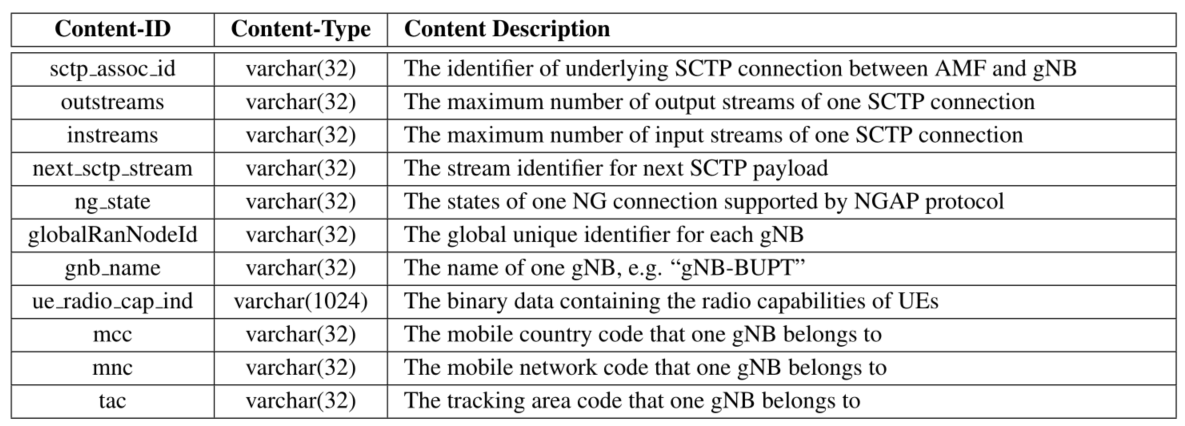 Content-ID Content-Type Content Description
sctp_assoc_id varchar(32) The identifier of underlying SCTP connection between AMF and gNB
outstreams varchar(32) The maximum number of output streams of one SCTP connection
instreams varchar(32) The maximum number of input streams of one SCTP connection
next_sctp_stream varchar(32) The stream identifier for next SCTP payload
ng_state varchar(32) The states of one NG connection supported by NGAP protocol
globalRanNodeId varchar(32) The global unique identifier for each gNB
gnb_name varchar(32) The name of one gNB, e.g. “gNB-BUPT”
ue_radio_cap_ind varchar(1024) The binary data containing the radio capabilities of UEs
mcc varchar(32) The mobile country code that one gNB belongs to
mnc varchar(32) The mobile network code that one gNB belongs to
tac varchar(32) The tracking area code that one gNB belongs to